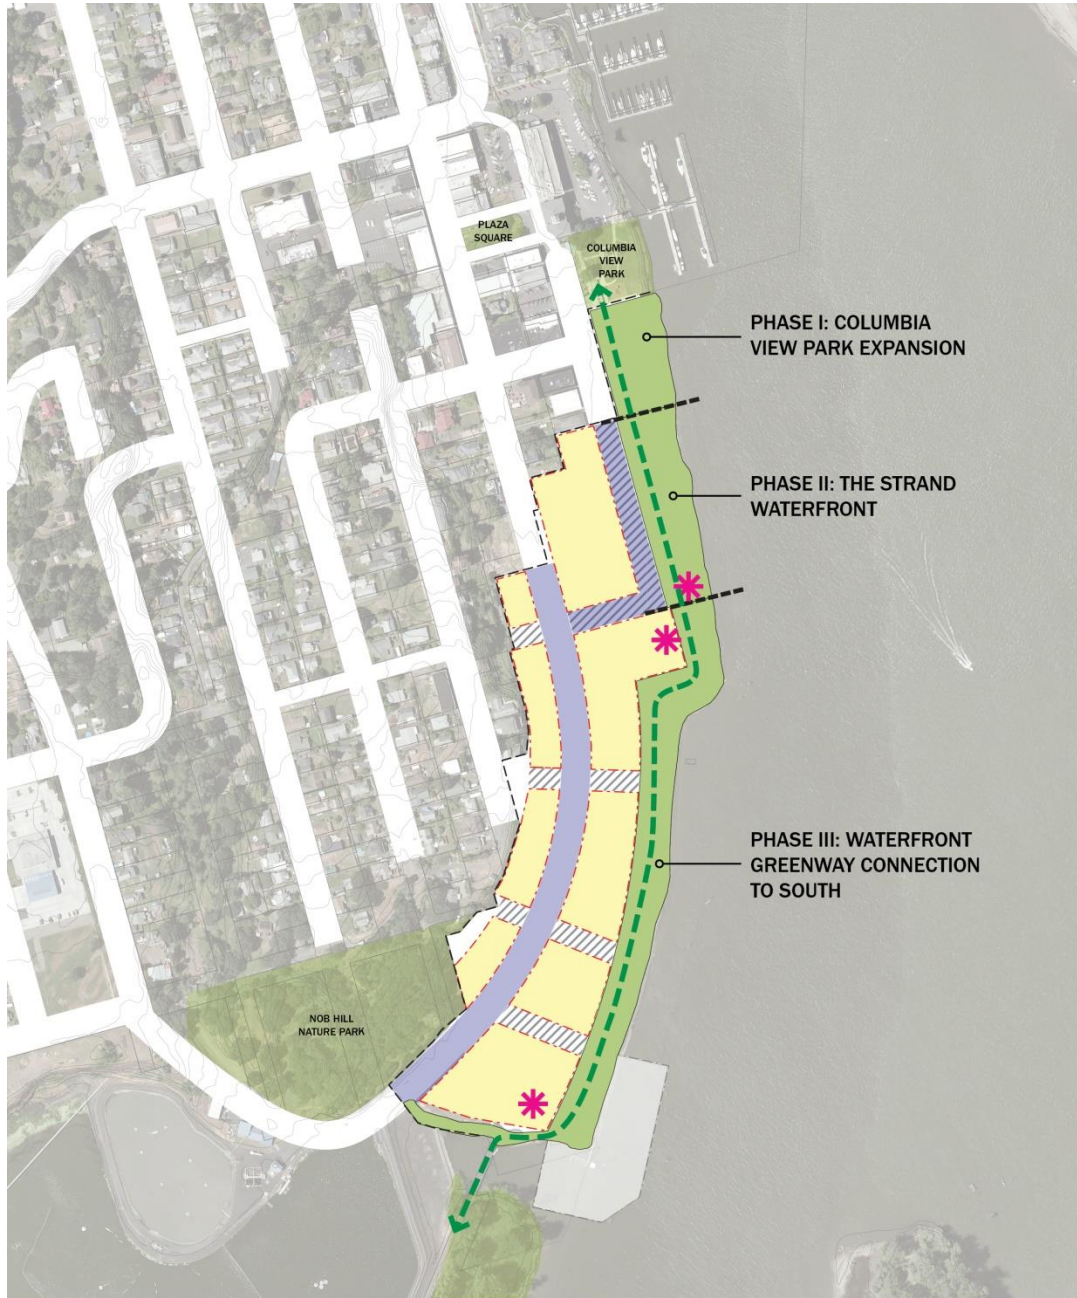 PLAZA
SQUARE
COLUMBIA
VIEW
PARK
PHASE I: COLUMBIA
VIEW PARK EXPANSION
PHASE II: THE STRAND
WATERFRONT
PHASE III: WATERFRONT
GREENWAY CONNECTION
TO SOUTH
NOB HILL
NATURE PARK